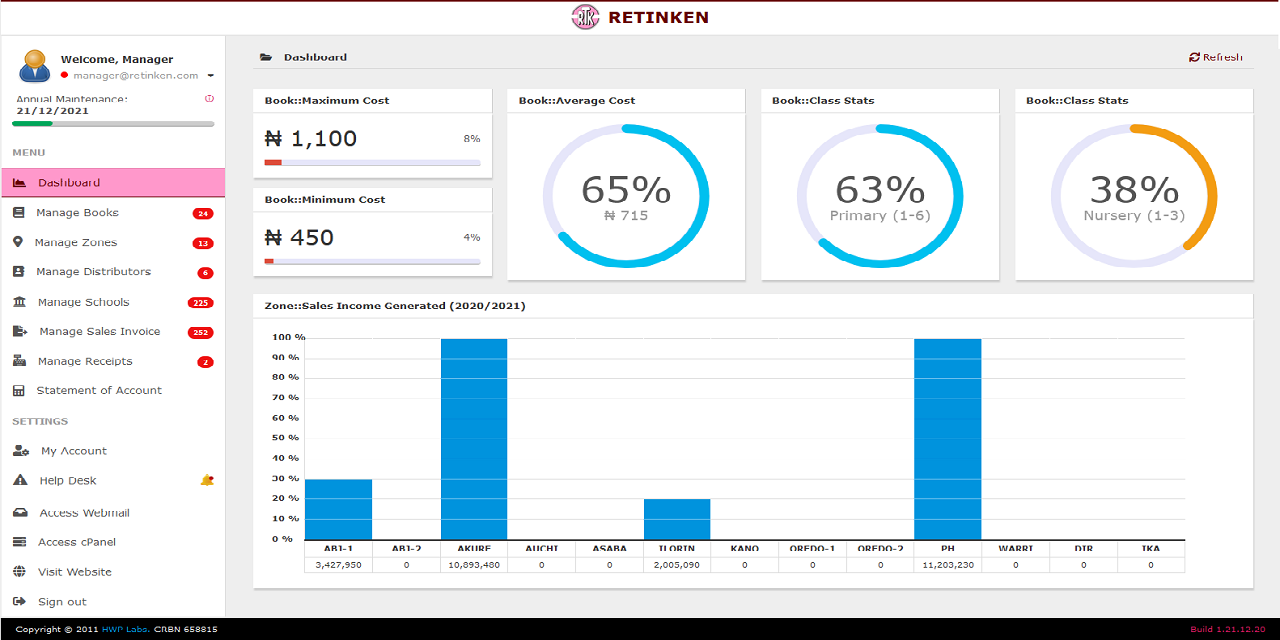 RTK RETINKEN
Welcome, Manager
manager@retinken.com
Annual Maintenance:
21/12/2021
MENU
Dashboard
Manage Books 24
Manage Zones 13
Manage Distributors 6
Manage Schools 225
Manage Sales Invoice 252
Manage Receipts 2
Statement of Account
SETTINGS
My Account
Help Desk
Access Webmail
Access cPanel
Visit Website
Sign out
Dashboard
Refresh
Book::Maximum Cost
₦ 1,100 8%
Book::Minimum Cost
₦ 450 4%
Book::Average Cost
65%
₦ 715
Book::Class Stats
63%
Primary (1-6)
Book::Class Stats
38%
Nursery (1-3)
Zone::Sales Income Generated (2020/2021)
100 %
90 %
80 %
70 %
60 %
50 %
40 %
30 %
20 %
10 %
0 %
ABJ-1 ABJ-2 AKURE AUCHI ASABA ILORIN KANO OREDO-1 OREDO-2 PH WARRI DIR IKA
3,427,950 0 10,893,480 0 0 2,005,090 0 0 0 11,203,230 0 0 0
Copyright © 2011 HWP Labs. CRBN 658815
Build 1.21.12.20